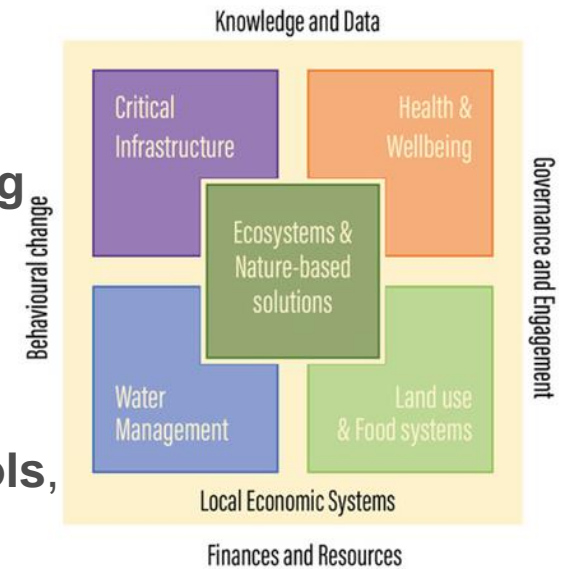 Knowledge and Data
Critical
Infrastructure
Health &
Wellbeing
g
Behavioural change
Ecosystems &
Nature-based
solutions
Governance and Engagement
Water
Management
Land use
& Food systems
ols,
Local Economic Systems
Finances and Resources